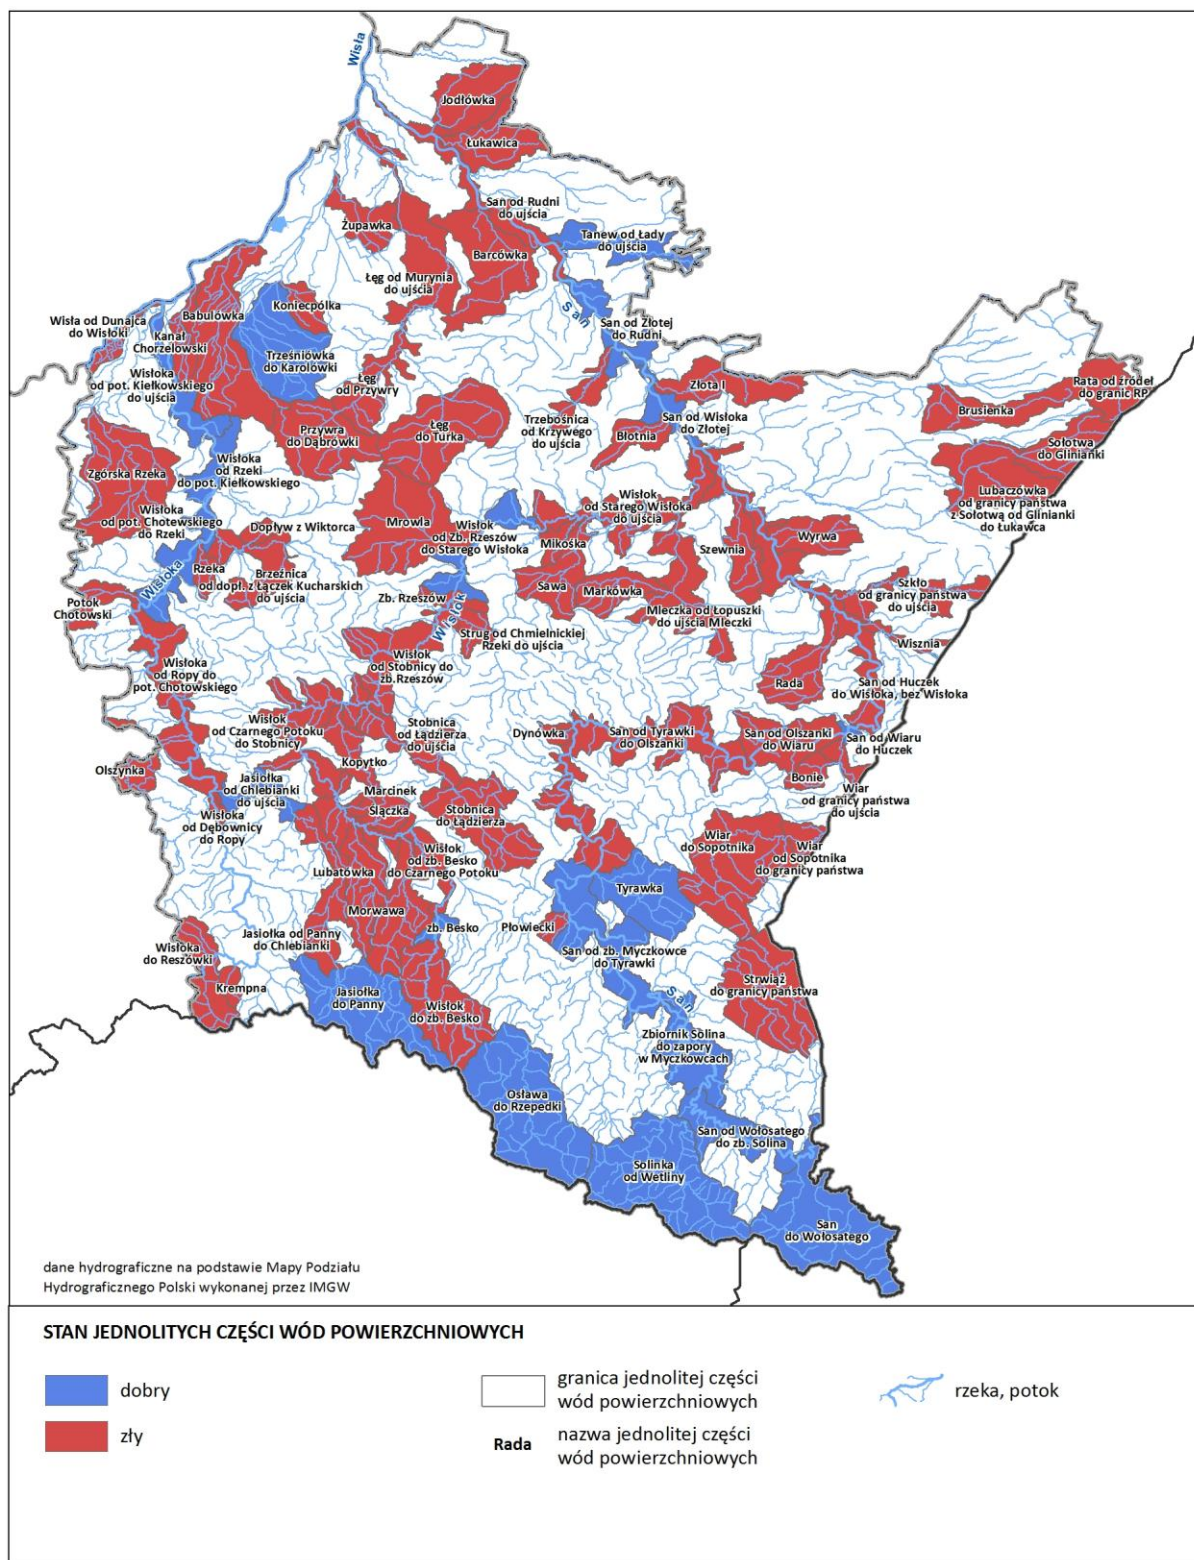 Wisła
Jodłówka
Łukawica
San od Rudni
do ujścia
Żupawka
Tanew od Łady
do ujścia
Barcówka
Łęg od Murynia
do ujścia
Koniecpólka
San
Babulówka
Wisła od Dunajca
do Wisłoki
Kanał
Chorzelowski
San od Złotej
do Rudni
Trześniówka
do Karolówki
Wisłoka
od pot. Kiełkowskiego
do ujścia
Łęg
od Przywry
Złota I
Rata od źródeł
do granic RP
Brusienka
Trzebośnica
od Krzywego
do ujścia
San od Wisłoka
do Złotej
Błotnia
Przywra
do Dąbrówki
Łęg
do Turka
Sołotwa
do Glinianki
Zgórska Rzeka
Wisłoka
od Rzeki
do pot. Kiełkowskiego
Lubaczówka
od granicy państwa
z Sołotwą od Glinianki
do Łukawca
Wisłoka
od pot. Chotewskiego
do Rzeki
Dopływ z Wiktorca
Mrowla
Wisłok
od Zb. Rzeszów
do Starego Wisłoka
Wisłok
od Starego Wisłoka
do ujścia
Mikośka
Szewnia
Wyrwa
Wisłoka
Rzeka
Brzeźnica
od dopł. z Łączek Kucharskich
do ujścia
Sawa
Markówka
Szkło
od granicy państwa
do ujścia
Potok
Chotowski
Zb. Rzeszów
Wisłok
Mleczka od Łopuszki
do ujścia Mleczki
Strug od Chmielnickiej
Rzeki do ujścia
Wisznia
Wisłoka
od Ropy do
pot. Chotowskiego
Wisłok
od Stobnicy do
zb.Rzeszów
Rada
San od Huczek
do Wisłoka, bez Wisłoka
Wisłok
od Czarnego Potoku
do Stobnicy
Stobnica
od Łądzierza
do ujścia
Dynówka
San od Tyrawki
do Olszanki
San od Olszanki
do Wiaru
San od Wiaru
do Huczek
Olszynka
Kopytko
Jasiołka
od Chlebianki
do ujścia
Marcinek
Bonie
Wiar
od granicy państwa
do ujścia
Ślączka
Stobnica
do Łądzierza
Wisłoka
od Dębownicy
do Ropy
Wiar
do Sopotnika
Wiar
od Sopotnika
do granicy państwa
Wisłok
od zb. Besko
do Czarnego Potoku
Lubatówka
Tyrawka
Morwawa
zb. Besko
Płowiecki
Wisłoka
do Reszówki
Jasiołka od Panny
do Chlebianki
San od zb. Myczkowce
do Tyrawki
Krempna
Jasiołka
do Panny
San
Strwiąż
do granicy państwa
Wisłok
do zb. Besko
Zbiornik Solina
do zapory
w Myczkowcach
Osława
do Rzepedki
San od Wołosatego
do zb. Solina
Solinka
od Wetliny
San
do Wołosatego
dane hydrograficzne na podstawie Mapy Podziału
Hydrograficznego Polski wykonanej przez IMGW
STAN JEDNOLITYCH CZĘŚCI WÓD POWIERZCHNIOWYCH
dobry
zły
granica jednolitej części
wód powierzchniowych
Rada
nazwa jednolitej części
wód powierzchniowych
rzeka, potok